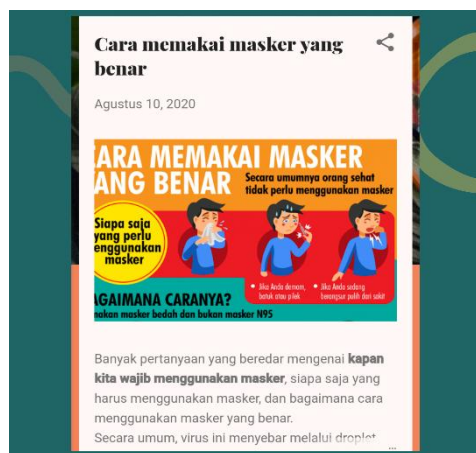 Cara memakai masker yang
benar
Agustus 10, 2020
ARA MEMAKAI MASKER
ANG BENAR
Secara umumnya orang sehat
tidak perlu menggunakan masker
Siapa saja
yang perlu
enggunakan
masker
• Jika Anda demam,
batuk atau pilek
• Jika Anda sedang
berangsur pulih dari sakit
AGAIMANA CARANYA?
nakan masker bedah dan bukan masker N95
Banyak pertanyaan yang beredar mengenai kapan
kita wajib menggunakan masker, siapa saja yang
harus menggunakan masker, dan bagaimana cara
menggunakan masker yang benar.
Secara umum, virus ini menyebar melalui droplet
...